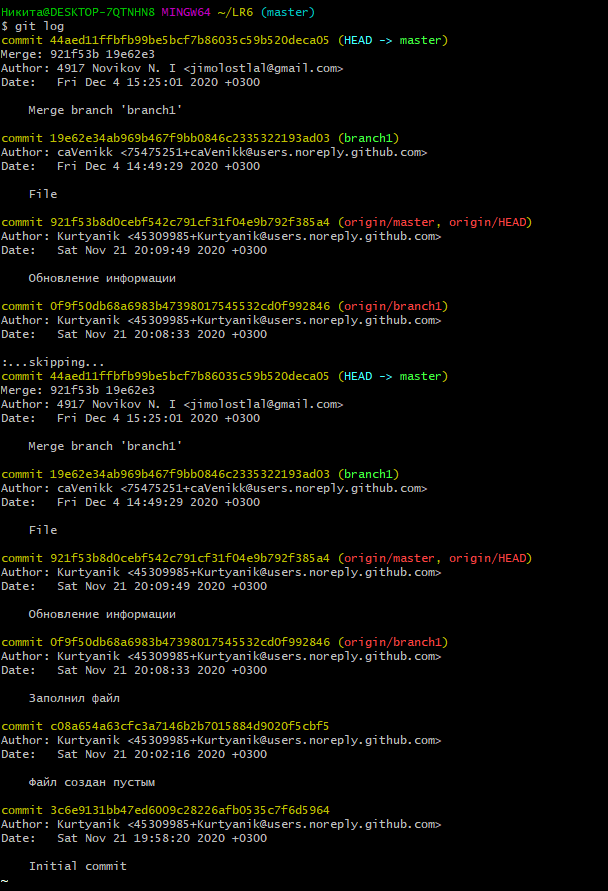 Никита@DESKTOP-7QTNHN8 MINGW64 ~/LR6 (master)
$ git log
commit 44aed11ffbfb99be5bcf7b86035c59b520deca05 (HEAD -> master)
Merge: 921f53b 19e62e3
Author: 4917 Novikov N. I <jimolostlal@gmail.com>
Date:   Fri Dec 4 15:25:01 2020 +0300

    Merge branch 'branch1'

commit 19e62e34ab969b467f9bb0846c2335322193ad03 (branch1)
Author: caVenikk <75475251+caVenikk@users.noreply.github.com>
Date:   Fri Dec 4 14:49:29 2020 +0300

    File

commit 921f53b8d0cebf542c791cf31f04e9b792f385a4 (origin/master, origin/HEAD)
Author: Kurtyanik <45309985+Kurtyanik@users.noreply.github.com>
Date:   Sat Nov 21 20:09:49 2020 +0300

    Обновление информации

commit 0f9f50db68a6983b47398017545532cd0f992846 (origin/branch1)
Author: Kurtyanik <45309985+Kurtyanik@users.noreply.github.com>
Date:   Sat Nov 21 20:08:33 2020 +0300

:...skipping...
commit 44aed11ffbfb99be5bcf7b86035c59b520deca05 (HEAD -> master)
Merge: 921f53b 19e62e3
Author: 4917 Novikov N. I <jimolostlal@gmail.com>
Date:   Fri Dec 4 15:25:01 2020 +0300

    Merge branch 'branch1'

commit 19e62e34ab969b467f9bb0846c2335322193ad03 (branch1)
Author: caVenikk <75475251+caVenikk@users.noreply.github.com>
Date:   Fri Dec 4 14:49:29 2020 +0300

    File

commit 921f53b8d0cebf542c791cf31f04e9b792f385a4 (origin/master, origin/HEAD)
Author: Kurtyanik <45309985+Kurtyanik@users.noreply.github.com>
Date:   Sat Nov 21 20:09:49 2020 +0300

    Обновление информации

commit 0f9f50db68a6983b47398017545532cd0f992846 (origin/branch1)
Author: Kurtyanik <45309985+Kurtyanik@users.noreply.github.com>
Date:   Sat Nov 21 20:08:33 2020 +0300

    Заполнил файл

commit c08a654a63cfc3a7146b2b7015884d9020f5cbf5
Author: Kurtyanik <45309985+Kurtyanik@users.noreply.github.com>
Date:   Sat Nov 21 20:02:16 2020 +0300

    Файл создан пустым

commit 3c6e9131bb47ed6009c28226afb0535c7f6d5964
Author: Kurtyanik <45309985+Kurtyanik@users.noreply.github.com>
Date:   Sat Nov 21 19:58:20 2020 +0300

    Initial commit
~